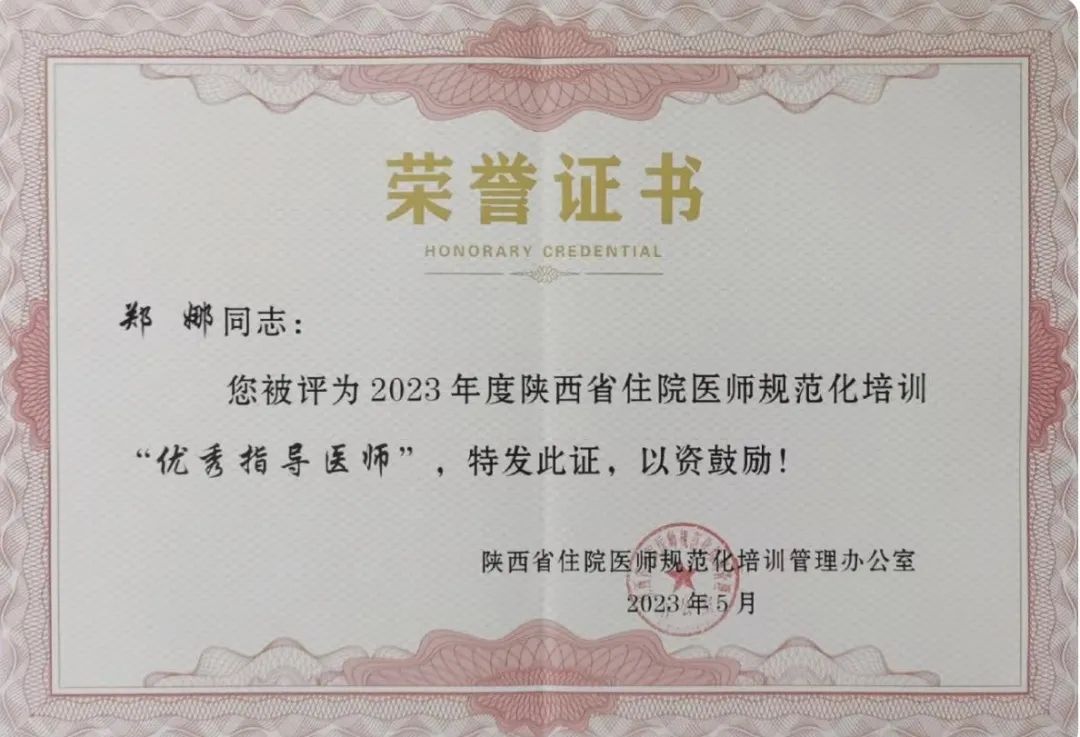 荣誉证书
HONORARY CREDENTIAL
郑 娜同志:
您被评为2023年度陕西省住院医师规范化培训
“优秀指导医师”，特发此证，以资鼓励！
陕西省住院医师规范化培训管理办公室
2023年5月